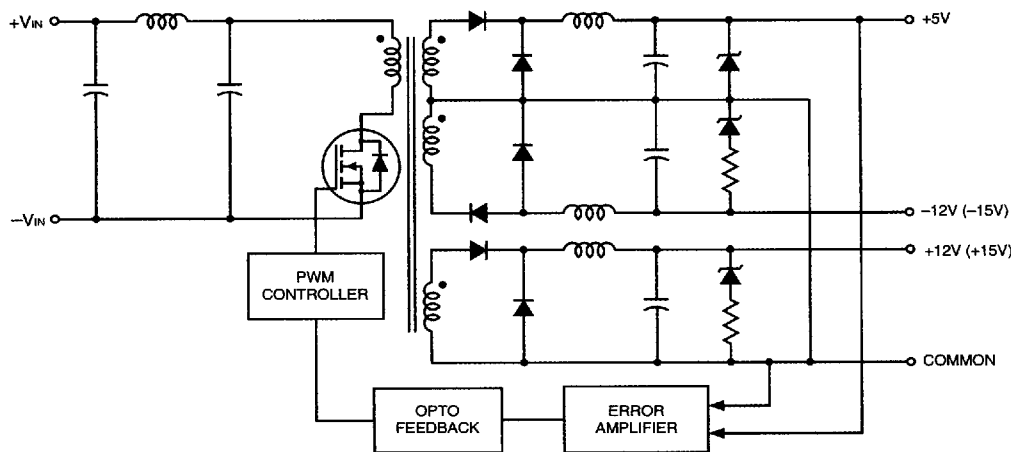 +VIN
+5V
–12V (–15V)
–VIN
+12V (+15V)
PWM
CONTROLLER
COMMON
OPTO
FEEDBACK
ERROR
AMPLIFIER